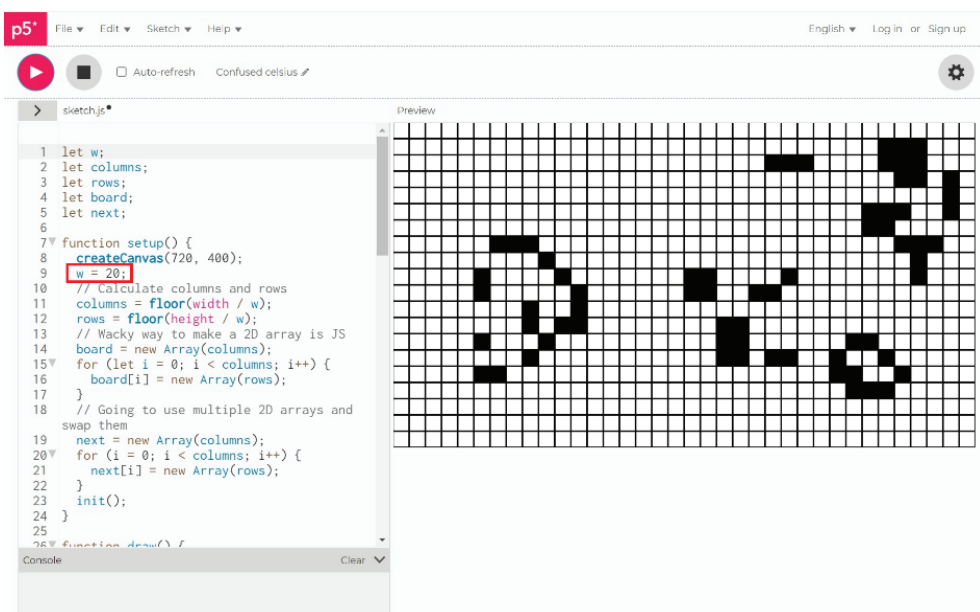 p5* File Edit Sketch Help English Log in or Sign up
Auto-refresh Confused celsius
> sketch.js Preview
1 let w;
2 let columns;
3 let rows;
4 let board;
5 let next;
6
7 function setup() {
8 createCanvas(720, 400);
9 w = 20;
10 // Calculate columns and rows
11 columns = floor(width / w);
12 rows = floor(height / w);
13 // Wacky way to make a 2D array is JS
14 board = new Array(columns);
15 for (let i = 0; i < columns; i++) {
16 board[i] = new Array(rows);
17 }
18 // Going to use multiple 2D arrays and
swap them
19 next = new Array(columns);
20 for (i = 0; i < columns; i++) {
21 next[i] = new Array(rows);
22 }
23 init();
24 }
25
26 function draw() {
Console Clear